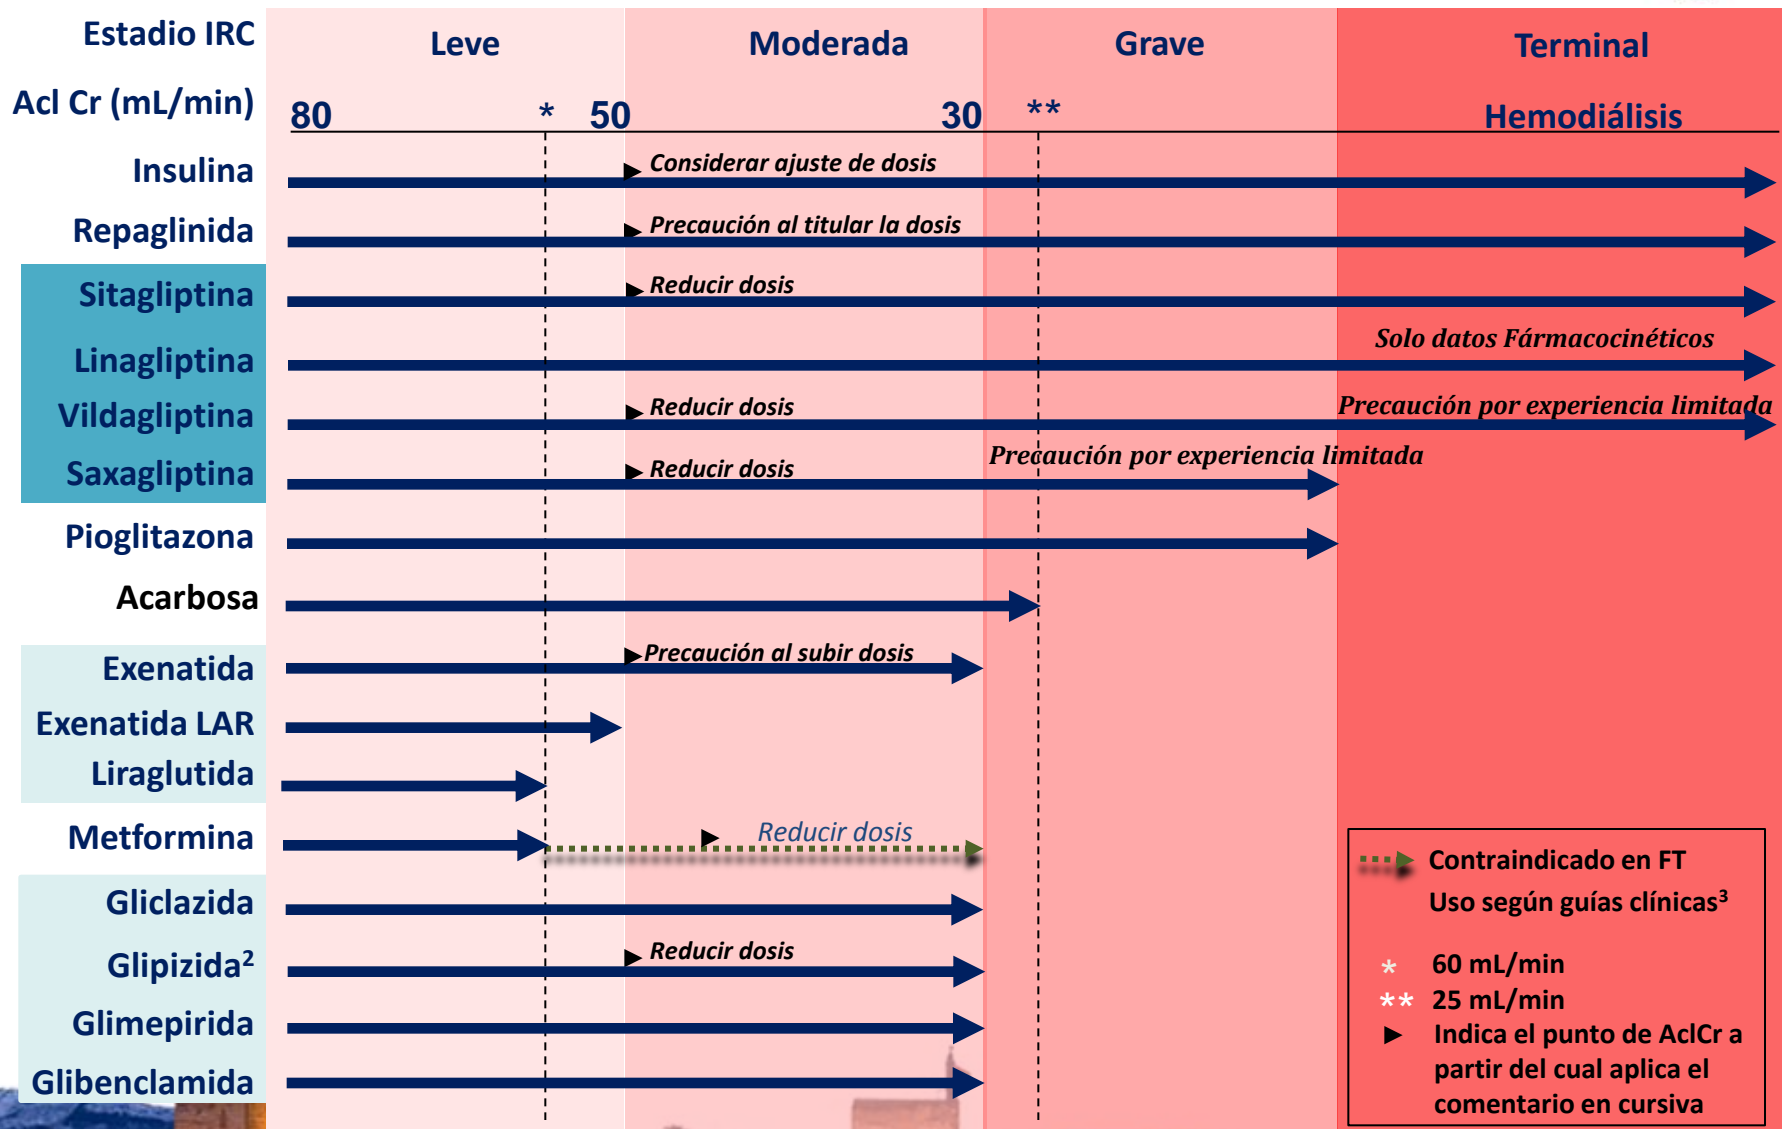 Estadio IRC Leve Moderada Grave Terminal
Acl Cr (mL/min) 80 * 50 30 ** Hemodiálisis
Insulina Considerar ajuste de dosis
Repaglinida Precaución al titular la dosis
Sitagliptina Reducir dosis
Solo datos Fármacocinéticos
Linagliptina
Vildagliptina Reducir dosis Precaución por experiencia limitada
Precaución por experiencia limitada
Saxagliptina Reducir dosis
Pioglitazona
Acarbosa
Exenatida Precaución al subir dosis
Exenatida LAR
Liraglutida
Metformina Reducir dosis
Gliclazida
Glipizida² Reducir dosis
Glimepirida
Glibenclamida
Contraindicado en FT
Uso según guías clínicas³
* 60 mL/min
** 25 mL/min
► Indica el punto de AclCr a
partir del cual aplica el
comentario en cursiva